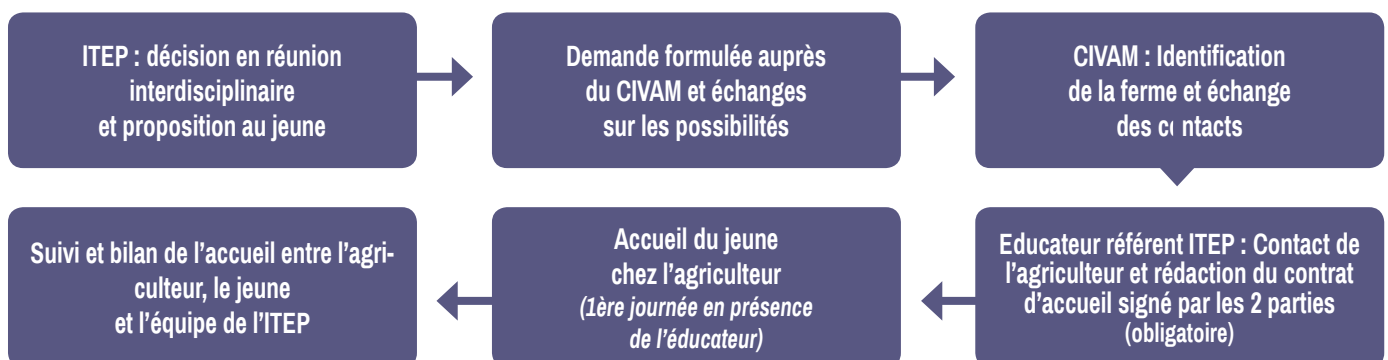 ITEP : décision en réunion
interdisciplinaire
et proposition au jeune
Demande formulée auprès
du CIVAM et échanges
sur les possibilités
CIVAM : Identification
de la ferme et échange
des contacts
Educateur référent ITEP : Contact de
l’agriculteur et rédaction du contrat
d’accueil signé par les 2 parties
(obligatoire)
Accueil du jeune
chez l’agriculteur
(1ère journée en présence
de l’éducateur)
Suivi et bilan de l’accueil entre l’agri-
culteur, le jeune
et l’équipe de l’ITEP